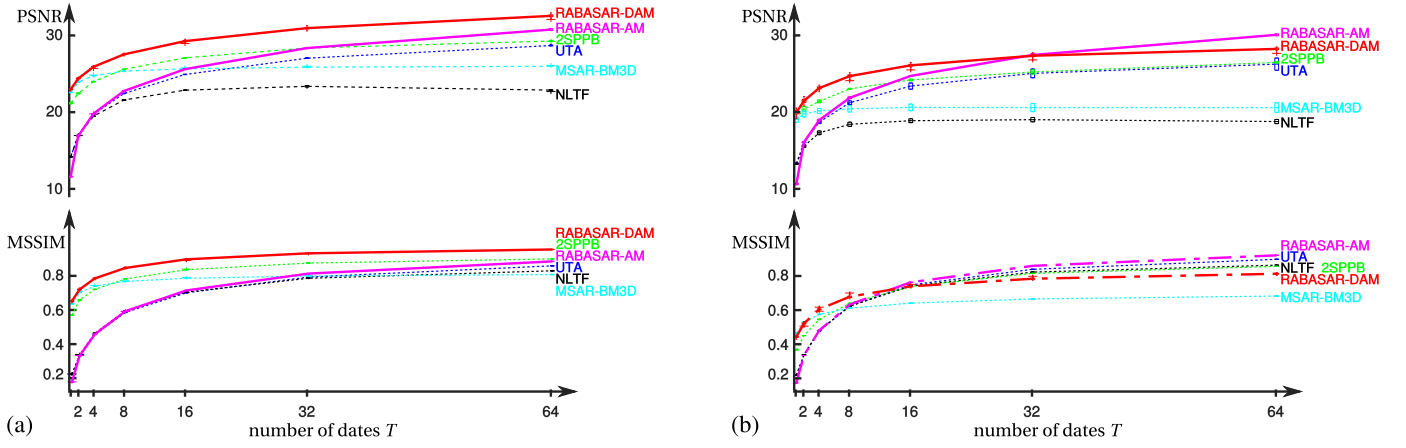 PSNR
30
20
10
RABASAR-DAM
RABASAR-AM
2SPPB
UTA
MSAR-BM3D
NLTF
MSSIM
0.8
0.6
0.4
0.2
RABASAR-DAM
2SPPB
RABASAR-AM
UTA
NLTF
MSAR-BM3D
2 4 8 16 32 64
(a) number of dates T
PSNR
30
20
10
RABASAR-AM
RABASAR-DAM
2SPPB
UTA
MSAR-BM3D
NLTF
MSSIM
0.8
0.6
0.4
0.2
RABASAR-AM
UTA
NLTF 2SPPB
RABASAR-DAM
MSAR-BM3D
2 4 8 16 32 64
(b) number of dates T